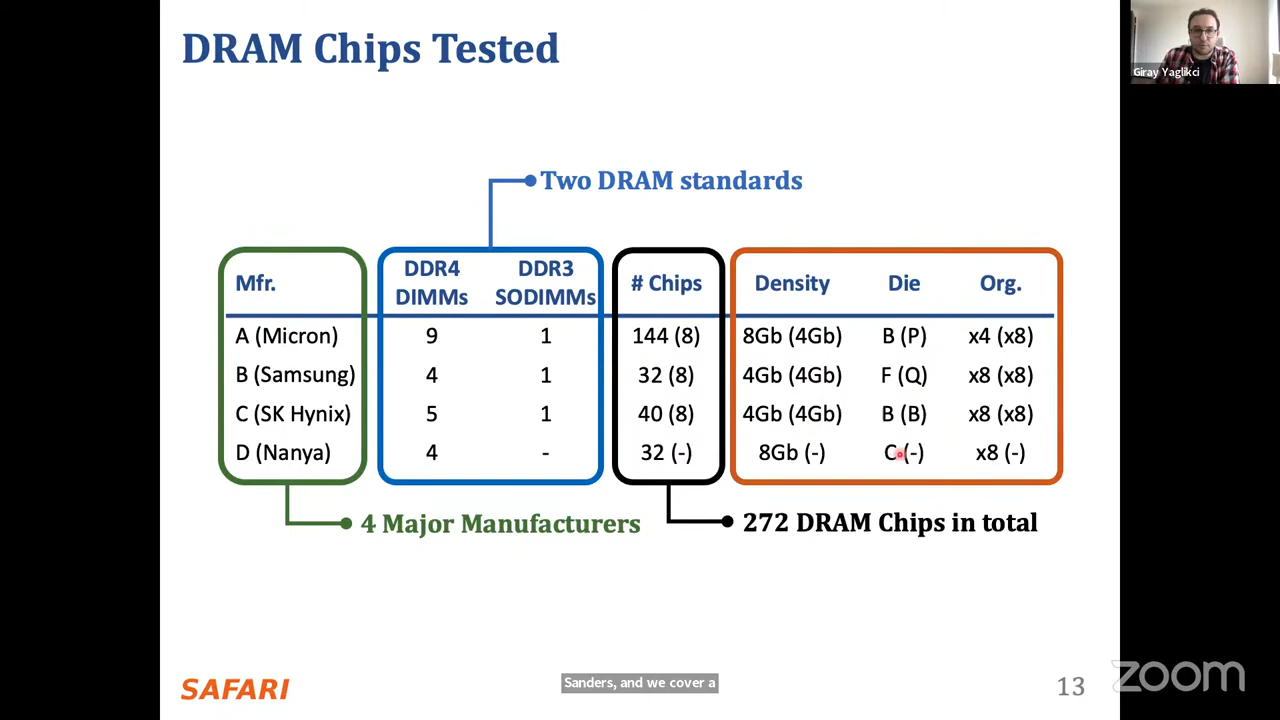 DRAM Chips Tested
Giray Yaglikci
Two DRAM standards
Mfr. DDR4 DIMMs DDR3 SODIMMs # Chips Density Die Org.
A (Micron) 9 1 144 (8) 8Gb (4Gb) B (P) x4 (x8)
B (Samsung) 4 1 32 (8) 4Gb (4Gb) F (Q) x8 (x8)
C (SK Hynix) 5 1 40 (8) 4Gb (4Gb) B (B) x8 (x8)
D (Nanya) 4 - 32 (-) 8Gb (-) C (-) x8 (-)
4 Major Manufacturers
272 DRAM Chips in total
SAFARI
Sanders, and we cover a
13
zoom